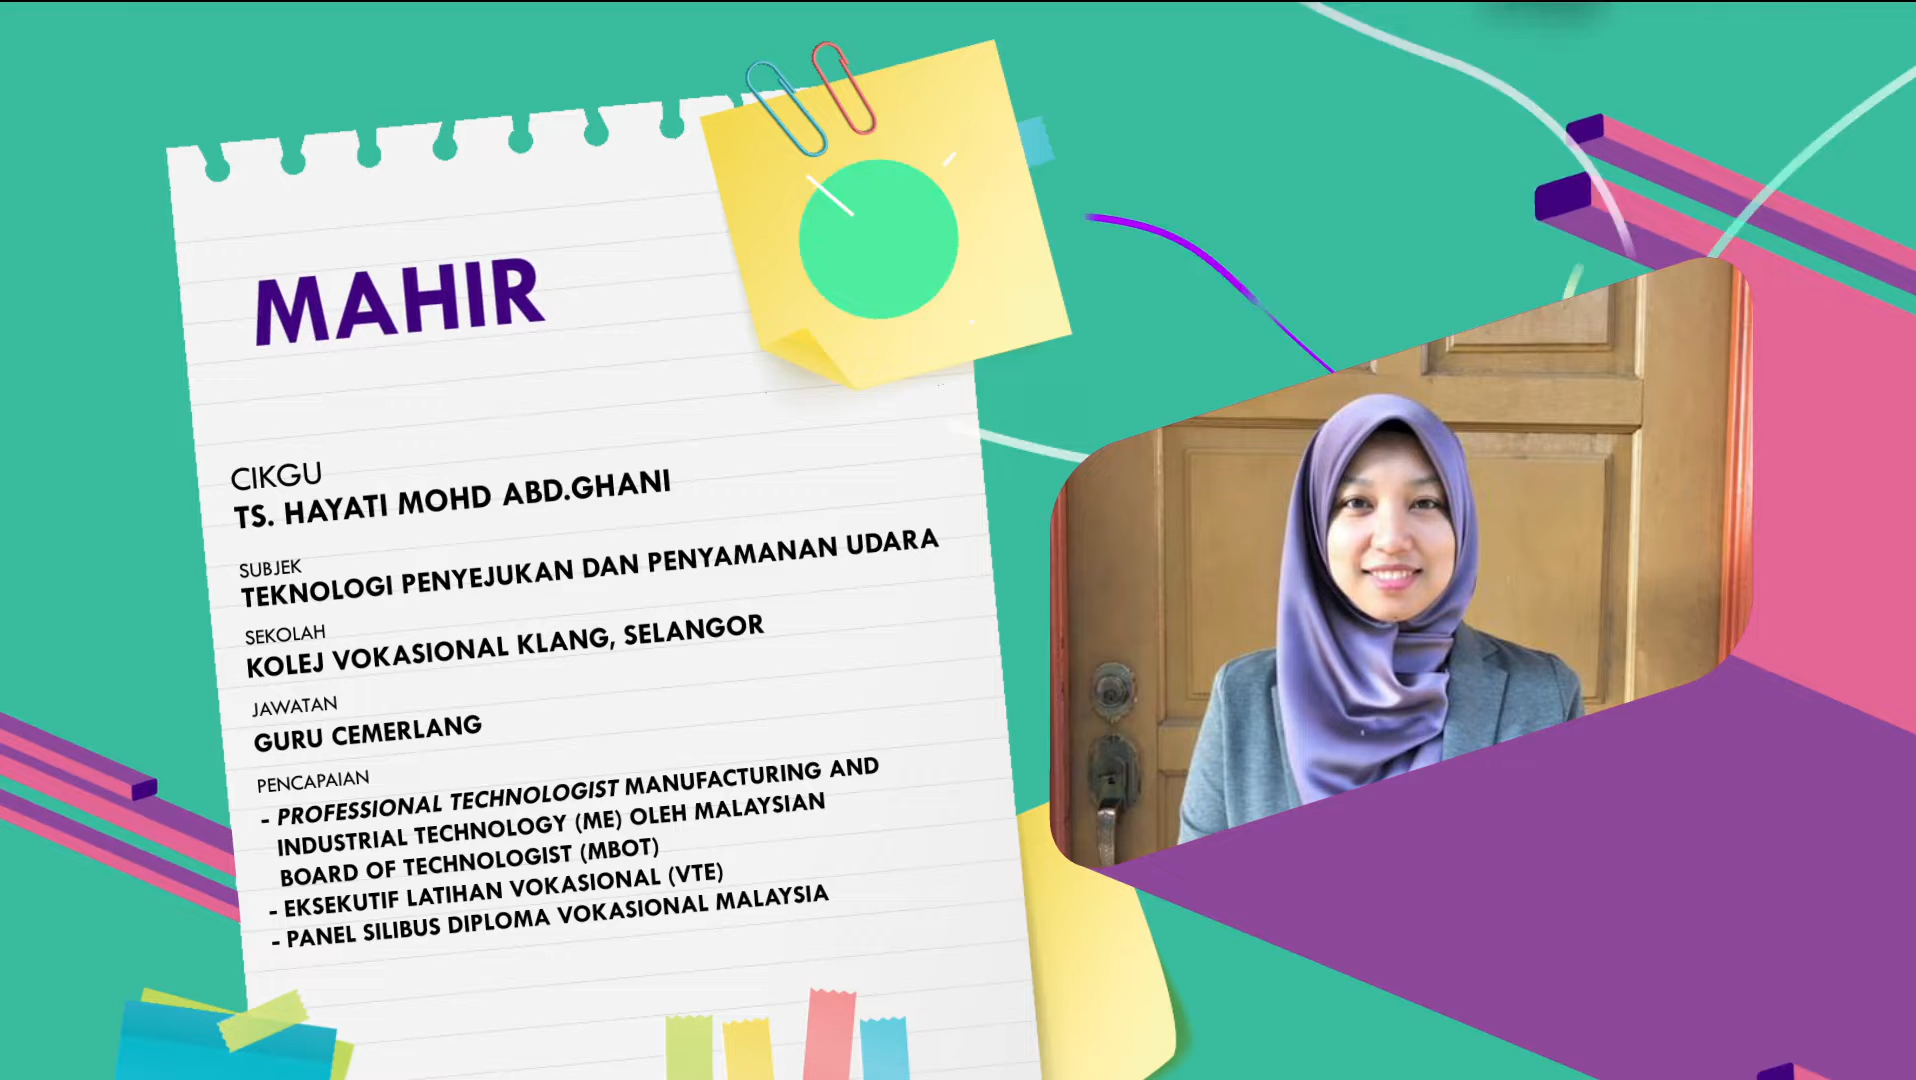 MAHIR
CIKGU
TS. HAYATI MOHD ABD.GHANI
SUBJEK
TEKNOLOGI PENYEJUKAN DAN PENYAMANAN UDARA
SEKOLAH
KOLEJ VOKASIONAL KLANG, SELANGOR
JAWATAN
GURU CEMERLANG
PENCAPAIAN
- PROFESSIONAL TECHNOLOGIST MANUFACTURING AND
INDUSTRIAL TECHNOLOGY (ME) OLEH MALAYSIAN
BOARD OF TECHNOLOGIST (MBOT)
- EKSEKUTIF LATIHAN VOKASIONAL (VTE)
- PANEL SILIBUS DIPLOMA VOKASIONAL MALAYSIA